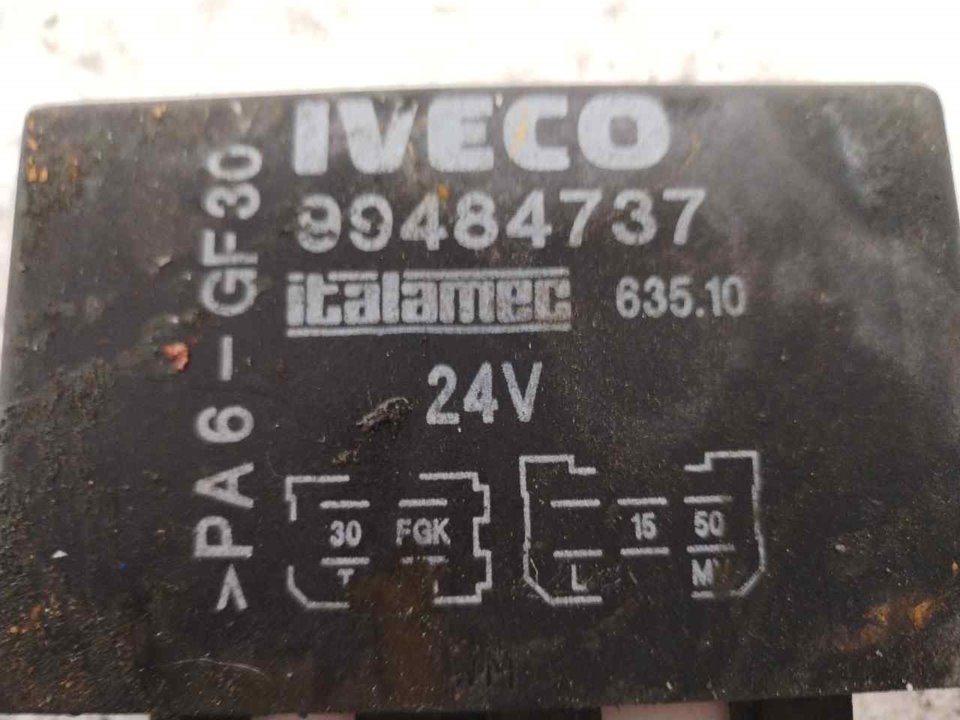 IVECO
99484737
italamec 635.10
24V
>PA6-GF30
30 FGK
T
15 50
L